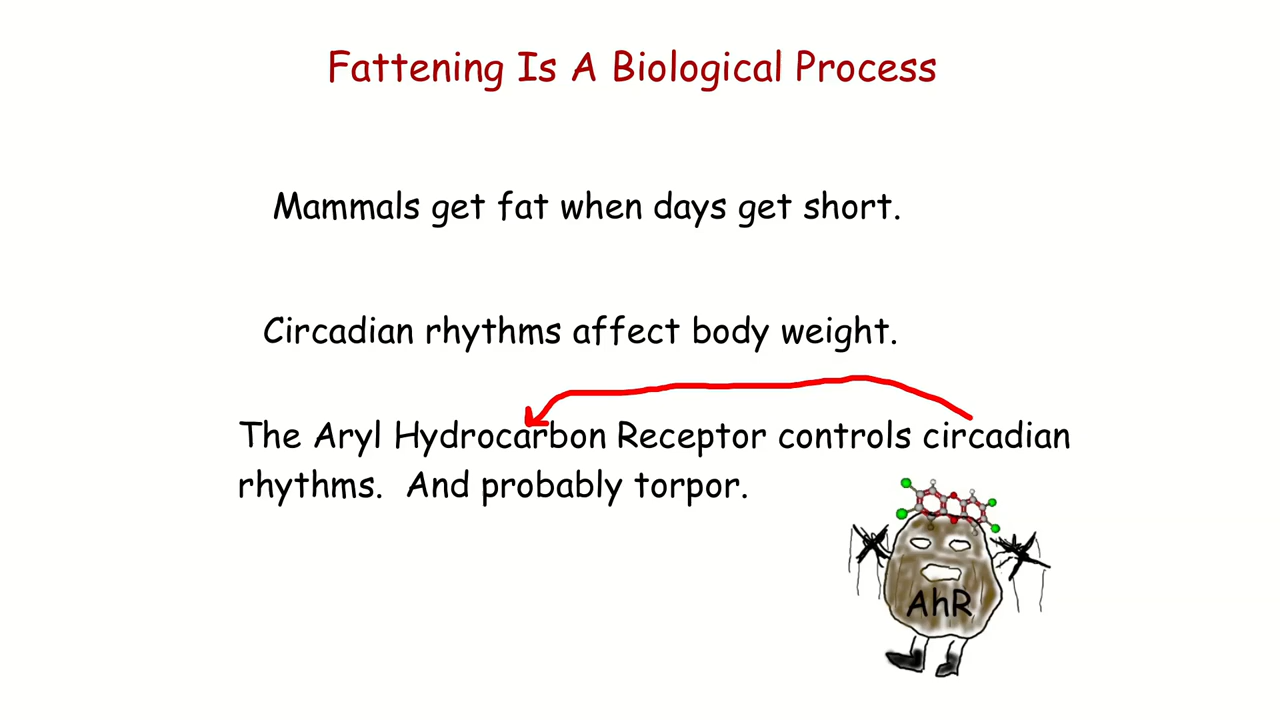 Fattening Is A Biological Process
Mammals get fat when days get short.
Circadian rhythms affect body weight.
The Aryl Hydrocarbon Receptor controls circadian
rhythms.  And probably torpor.
AhR